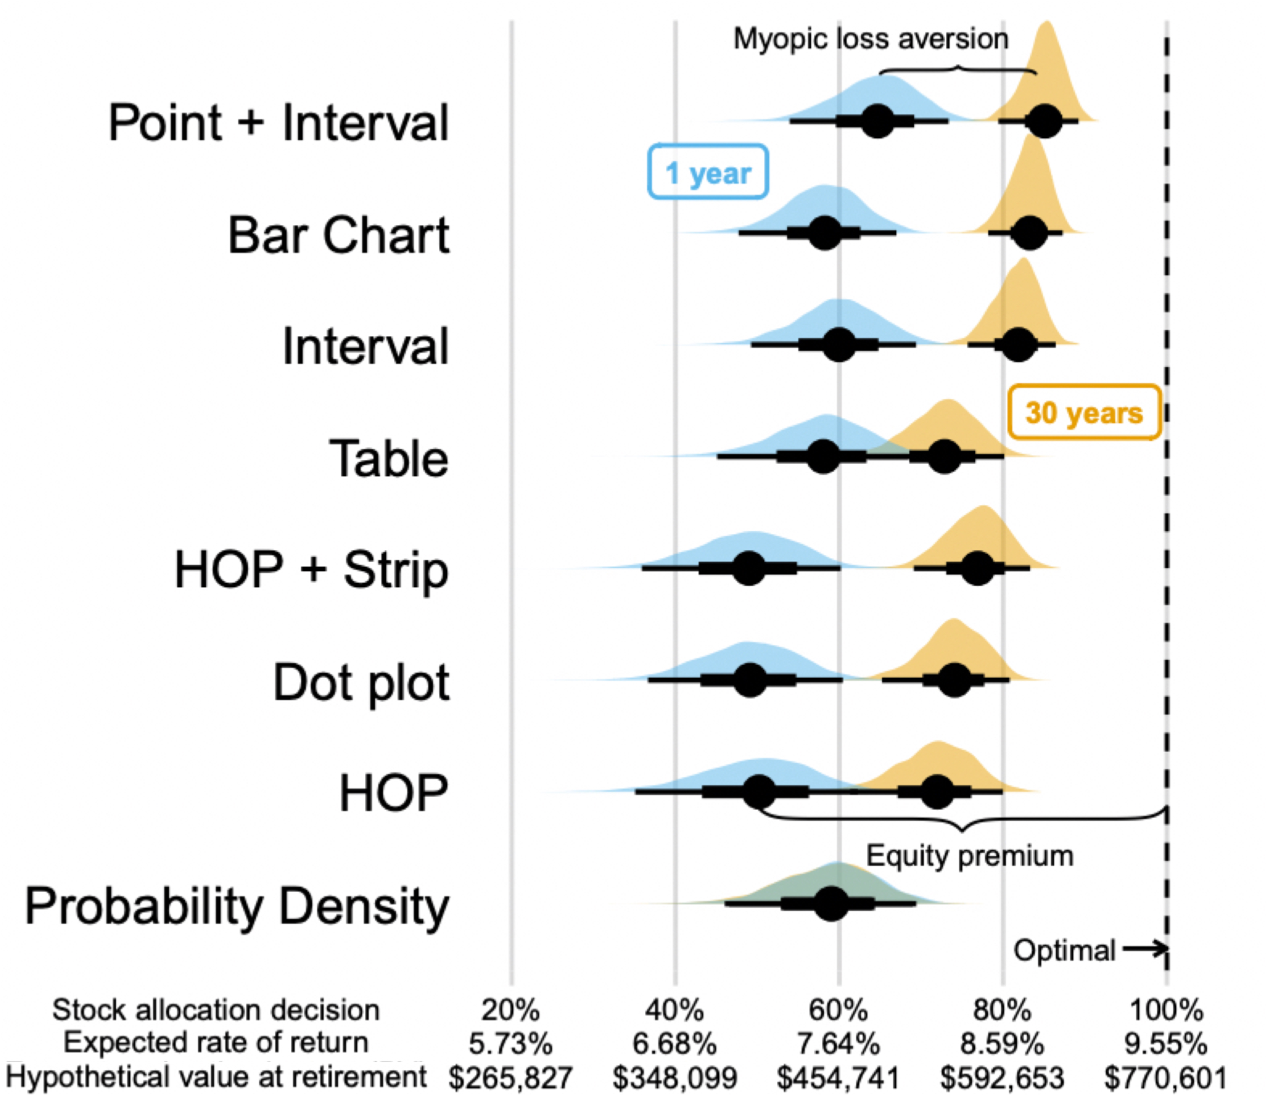 Myopic loss aversion
Point + Interval
1 year
Bar Chart
Interval
30 years
Table
HOP + Strip
Dot plot
HOP
Equity premium
Probability Density
Optimal
Stock allocation decision 20% 40% 60% 80% 100%
Expected rate of return 5.73% 6.68% 7.64% 8.59% 9.55%
Hypothetical value at retirement $265,827 $348,099 $454,741 $592,653 $770,601